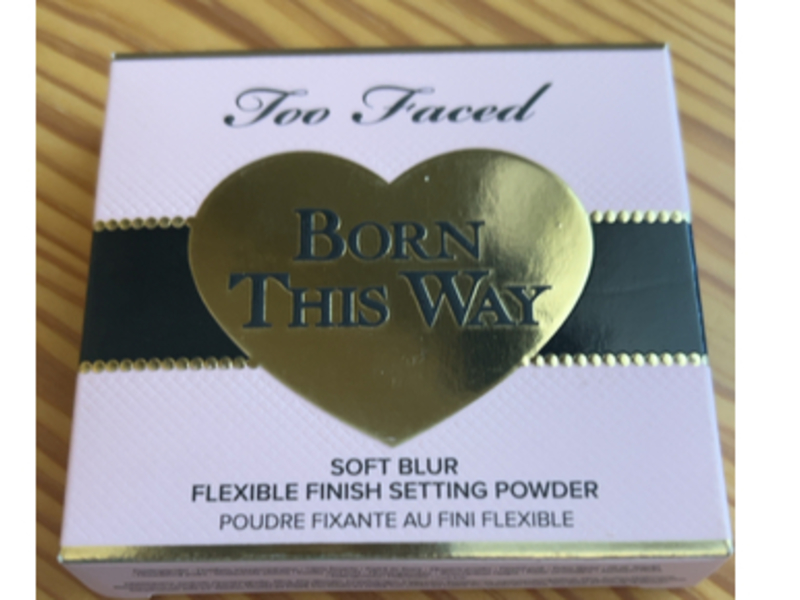 Too Faced
BORN
THIS WAY
SOFT BLUR
FLEXIBLE FINISH SETTING POWDER
POUDRE FIXANTE AU FINI FLEXIBLE